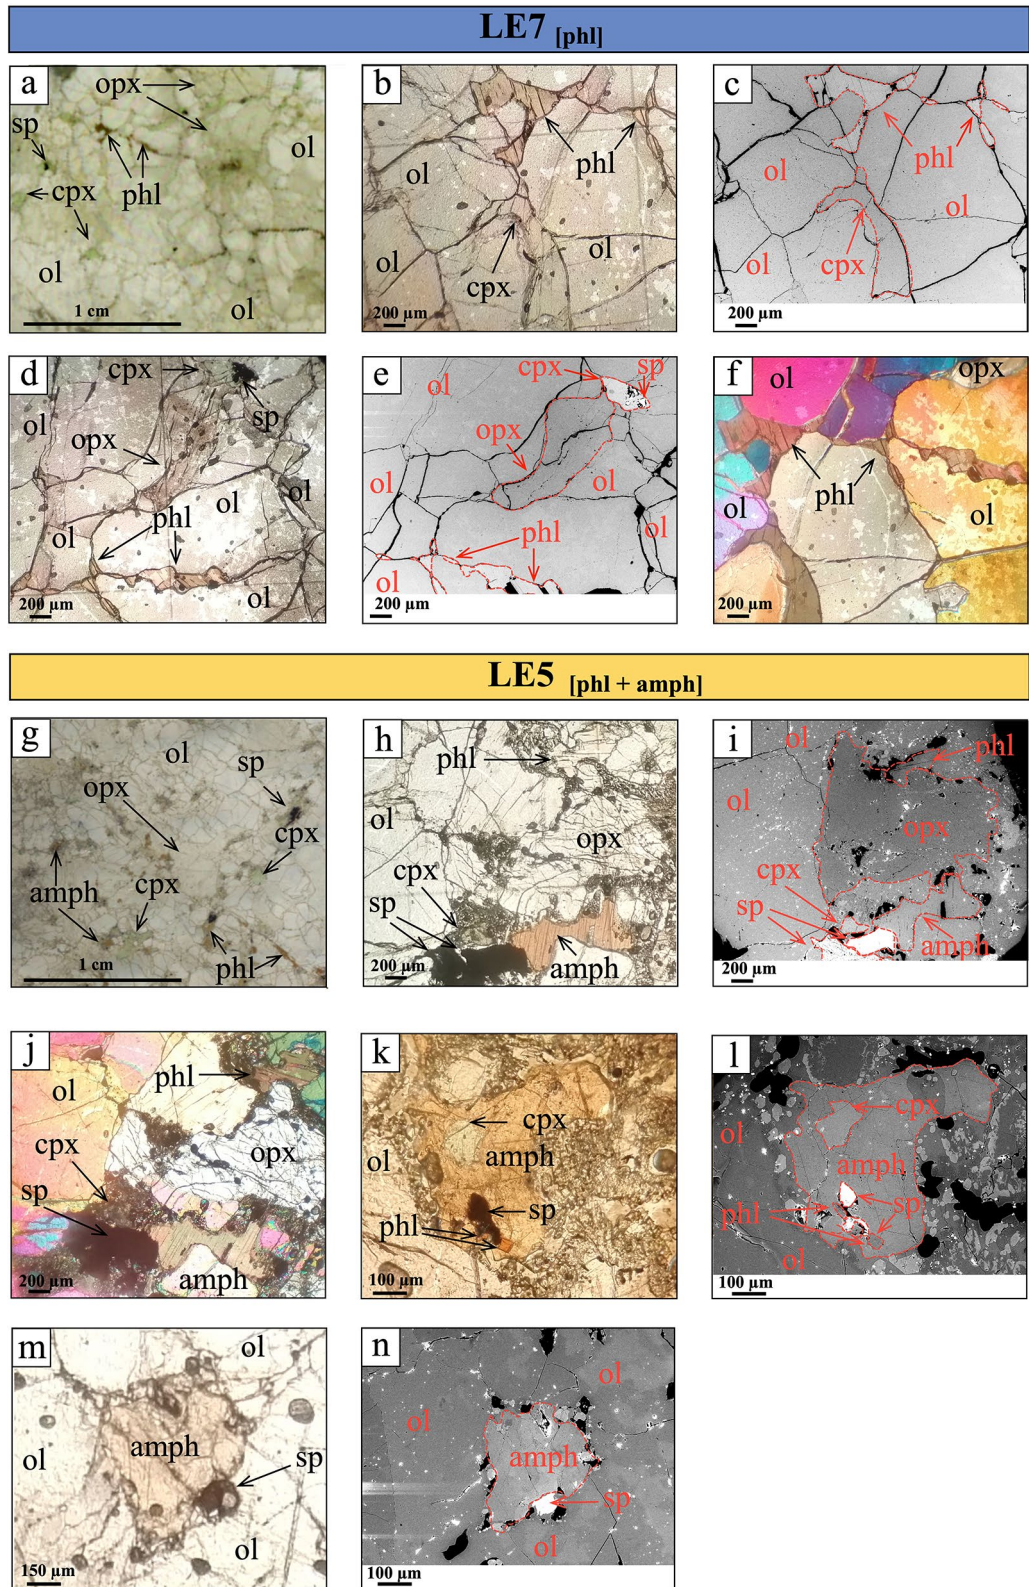 LE7 [phl]
a
opx
sp
ol
cpx
phl
ol
ol
1 cm
b
phl
ol
ol
ol
cpx
200 µm
c
phl
ol
ol
ol
cpx
200 µm
d
cpx
sp
ol
opx
ol
ol
phl
ol
ol
200 µm
e
cpx
sp
ol
opx
ol
ol
phl
ol
ol
200 µm
f
ol
opx
phl
ol
ol
200 µm
LE5 [phl + amph]
g
ol
sp
opx
cpx
amph
cpx
phl
1 cm
h
phl
ol
opx
cpx
sp
amph
200 µm
i
ol
phl
ol
opx
cpx
sp
amph
200 µm
j
phl
ol
cpx
opx
sp
amph
200 µm
k
cpx
amph
ol
sp
phl
100 µm
l
cpx
ol
amph
sp
phl
ol
100 µm
m
ol
amph
ol
sp
ol
150 µm
n
ol
ol
amph
sp
ol
100 µm